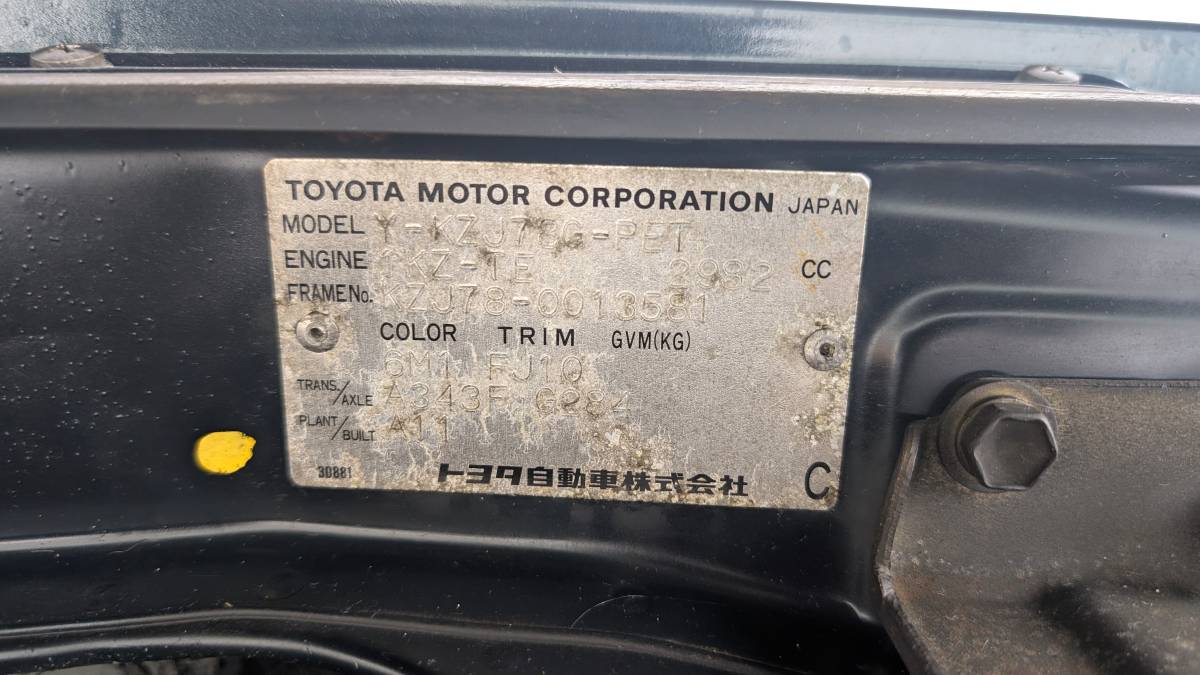 TOYOTA MOTOR CORPORATION JAPAN
MODEL Y-KZJ78G-PET
ENGINE 1KZ-TE 2982 CC
FRAME No. KZJ78-0013581
COLOR TRIM GVM(KG)
6M1 FJ10
TRANS./AXLE A343F G284
PLANT/BUILT A11
30881 トヨタ自動車株式会社 C